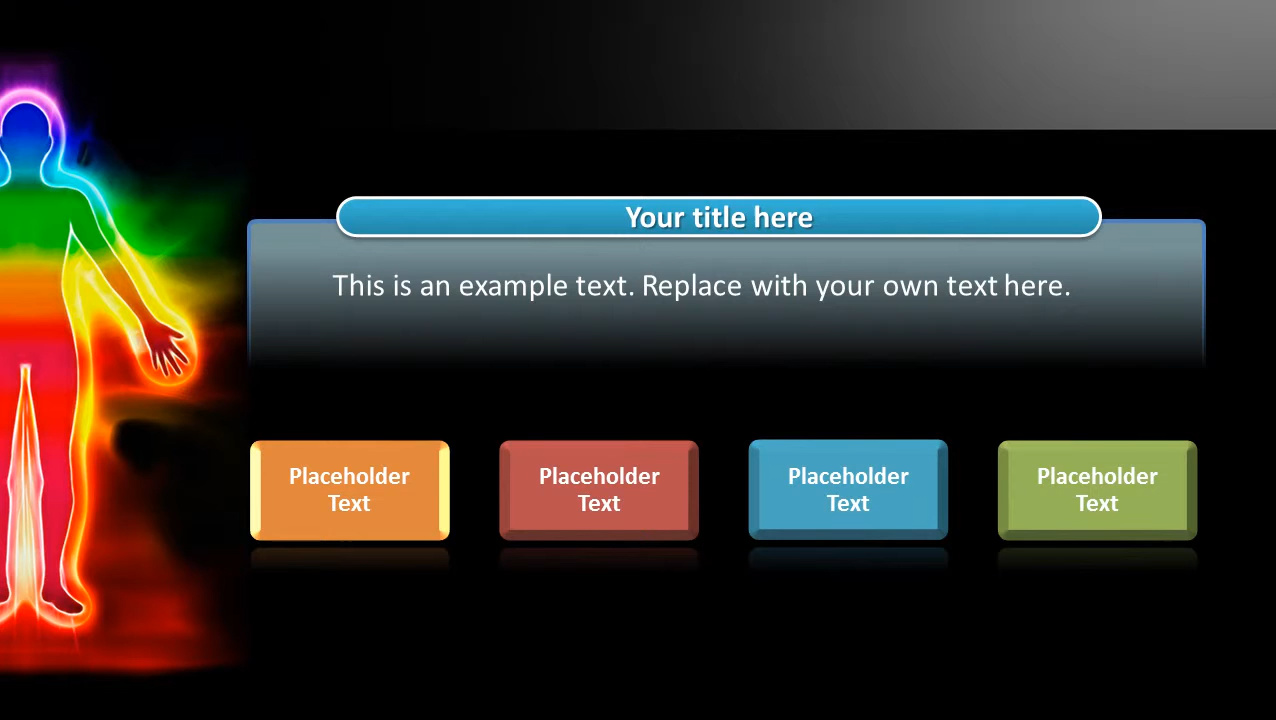 Your title here
This is an example text. Replace with your own text here.
Placeholder
Text
Placeholder
Text
Placeholder
Text
Placeholder
Text